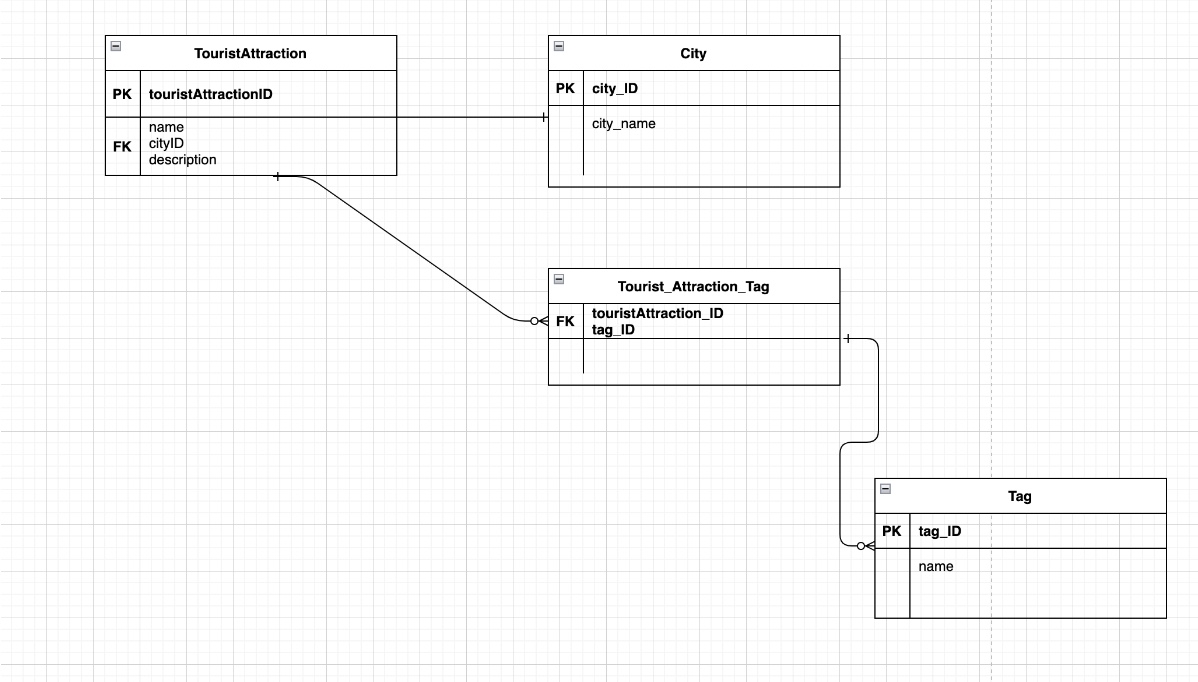 TouristAttraction
PK touristAttractionID
name
FK cityID
description
City
PK city_ID
city_name
Tourist_Attraction_Tag
FK touristAttraction_ID
tag_ID
Tag
PK tag_ID
name